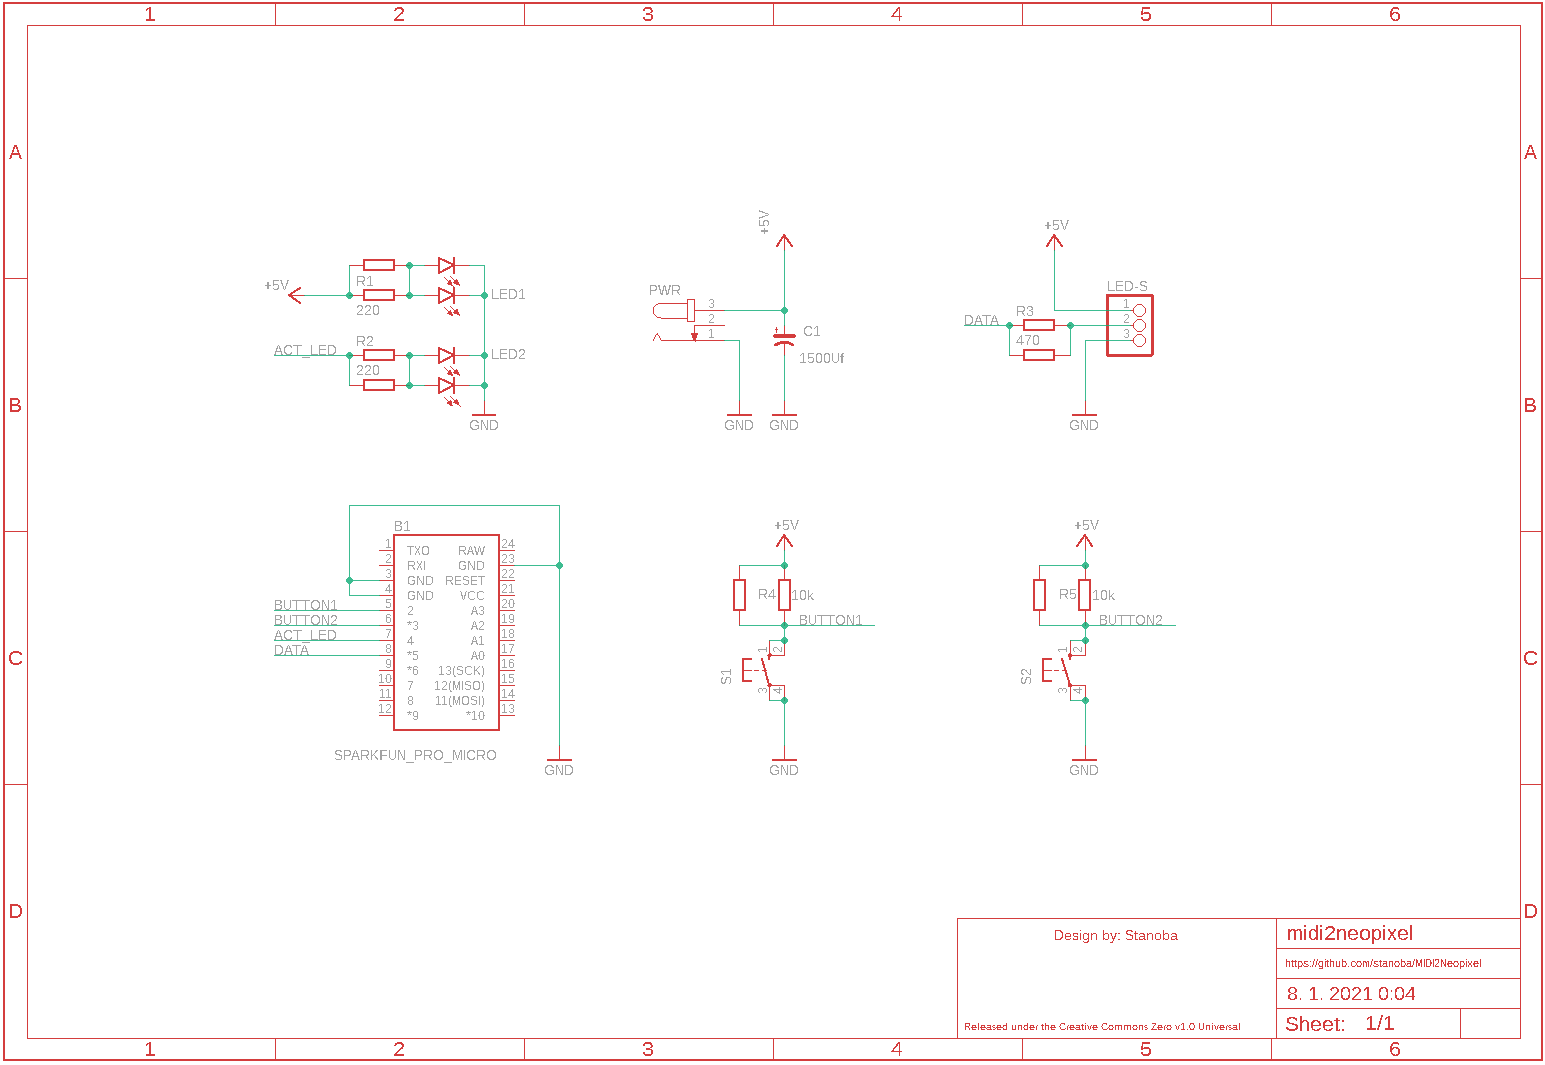 1 2 3 4 5 6
A A
B B
C C
D D
+5V
R1
220
LED1
ACT_LED
R2
220
LED2
GND
+5V
PWR
3
2
1
C1
1500Uf
GND
GND
+5V
LED-S
DATA
R3
470
1
2
3
GND
B1
1 TXO RAW 24
2 RXI GND 23
3 GND RESET 22
4 GND VCC 21
BUTTON1 5 2 A3 20
BUTTON2 6 *3 A2 19
ACT_LED 7 4 A1 18
DATA 8 *5 A0 17
9 *6 13(SCK) 16
10 7 12(MISO) 15
11 8 11(MOSI) 14
12 *9 *10 13
SPARKFUN_PRO_MICRO
GND
+5V
R4 10k
BUTTON1
1 2
S1
3 4
GND
+5V
R5 10k
BUTTON2
1 2
S2
3 4
GND
Design by: Stanoba
Released under the Creative Commons Zero v1.0 Universal
midi2neopixel
https://github.com/stanoba/MIDI2Neopixel
8. 1. 2021 0:04
Sheet: 1/1
1 2 3 4 5 6